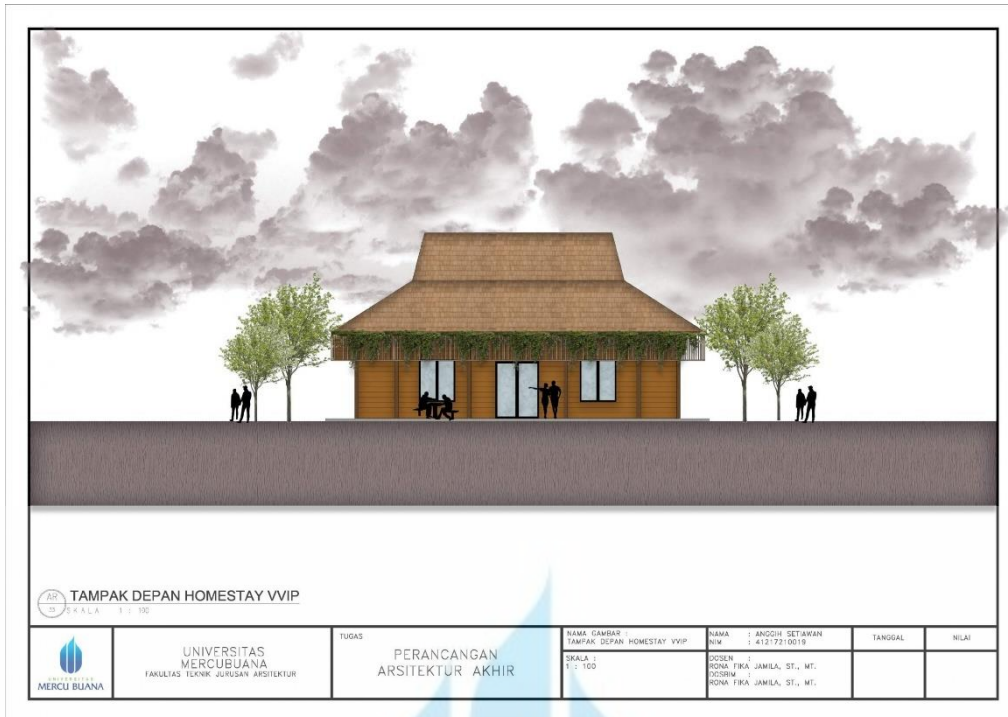 AR
TAMPAK DEPAN HOMESTAY VVIP
SKALA 1 : 100
UNIVERSITAS
MERCU BUANA
UNIVERSITAS
MERCUBUANA
FAKULTAS TEKNIK JURUSAN ARSITEKTUR
TUGAS
PERANCANGAN
ARSITEKTUR AKHIR
NAMA GAMBAR :
TAMPAK DEPAN HOMESTAY VVIP
SKALA :
1 : 100
NAMA : ANGGIH SETIAWAN
NIM : 41217210019
DOSEN :
RONA FIKA JAMILA, ST., MT.
DOSBIM :
RONA FIKA JAMILA, ST., MT.
TANGGAL
NILAI